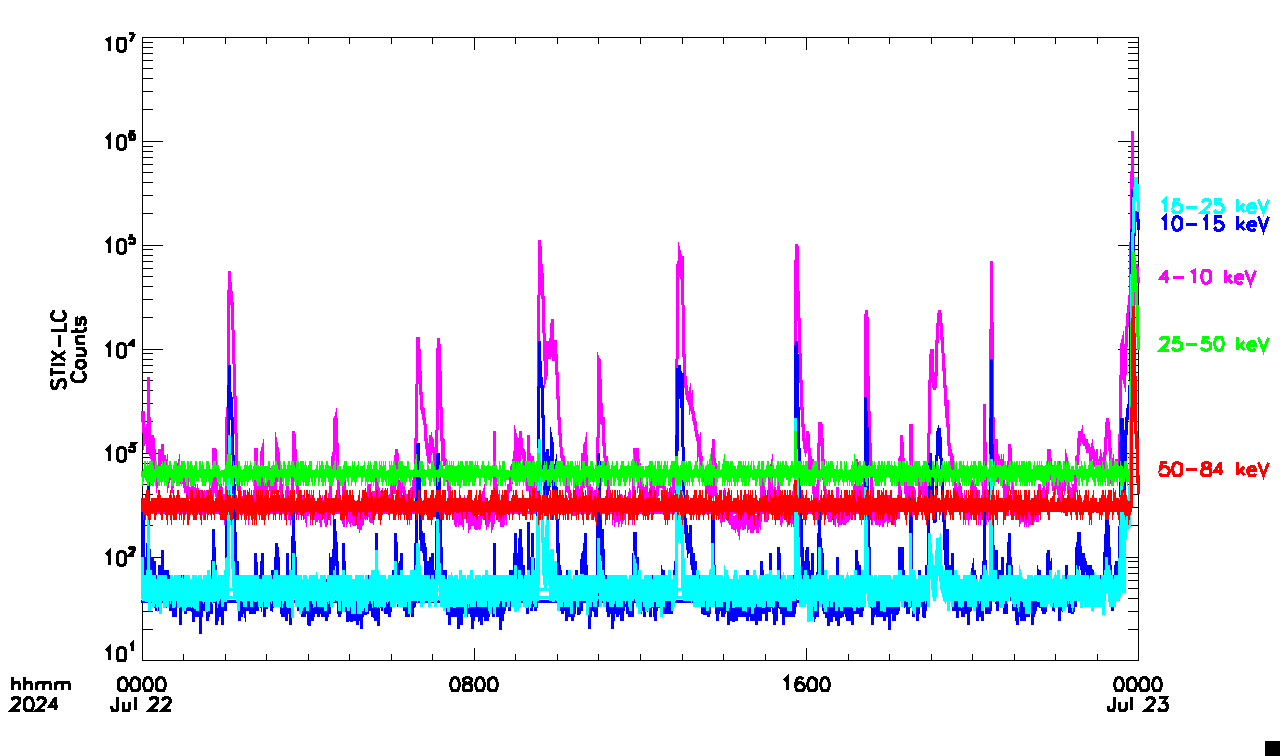 10⁷
10⁶
15-25 keV
10-15 keV
10⁵
4-10 keV
STIX-LC
Counts
10⁴
25-50 keV
10³
50-84 keV
10²
10¹
hhmm 0000 0800 1600 0000
2024 Jul 22 Jul 23